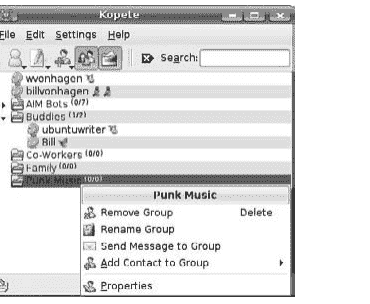 Kopete
File Edit Settings Help
Search:
wvonhagen
billvonhagen
AIM Bots (0/7)
Buddies (1/2)
ubuntuwriter
Bill
Co-Workers (0/0)
Family (0/0)
Punk Music (0/0)
Punk Music
Remove Group Delete
Rename Group
Send Message to Group
Add Contact to Group
Properties